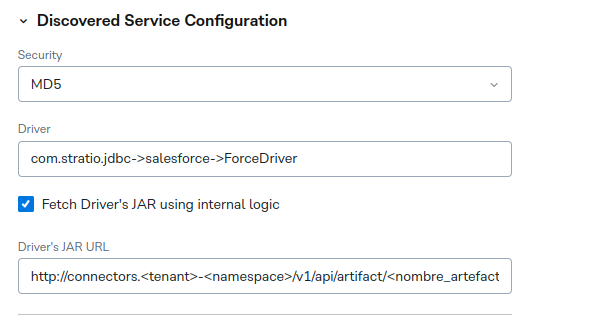 Discovered Service Configuration
Security
MD5
Driver
com.stratio.jdbc->salesforce->ForceDriver
Fetch Driver's JAR using internal logic
Driver's JAR URL
http://connectors.<tenant>-<namespace>/v1/api/artifact/<nombre_artefact